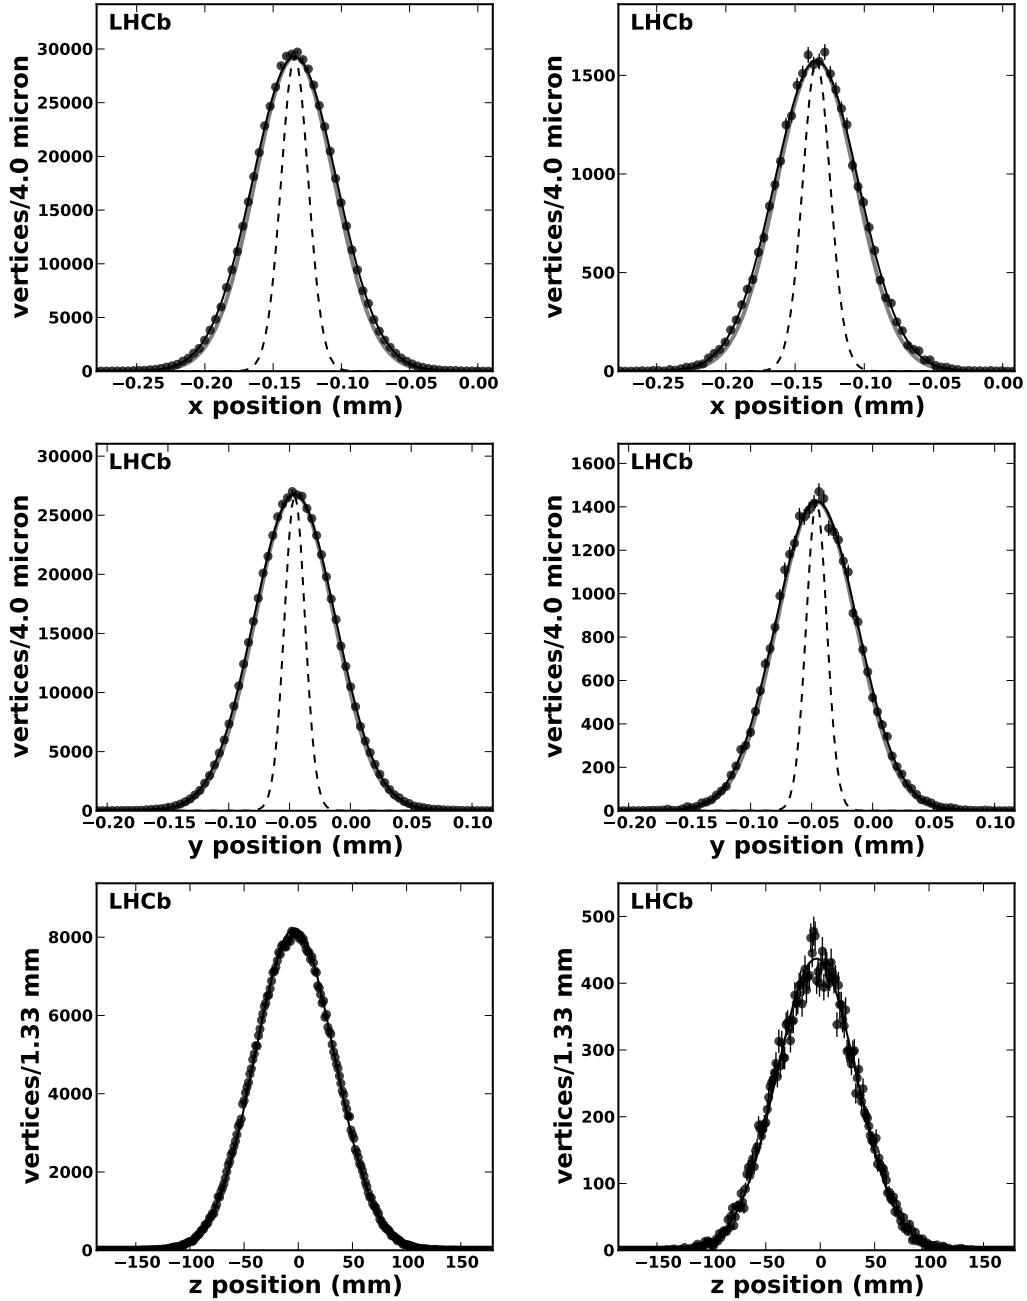 LHCb
30000
25000
20000
15000
10000
5000
0
vertices/4.0 micron
−0.25 −0.20 −0.15 −0.10 −0.05 0.00
x position (mm)
LHCb
1500
1000
500
0
vertices/4.0 micron
−0.25 −0.20 −0.15 −0.10 −0.05 0.00
x position (mm)
LHCb
30000
25000
20000
15000
10000
5000
0
vertices/4.0 micron
−0.20 −0.15 −0.10 −0.05 0.00 0.05 0.10
y position (mm)
LHCb
1600
1400
1200
1000
800
600
400
200
0
vertices/4.0 micron
−0.20 −0.15 −0.10 −0.05 0.00 0.05 0.10
y position (mm)
LHCb
8000
6000
4000
2000
0
vertices/1.33 mm
−150 −100 −50 0 50 100 150
z position (mm)
LHCb
500
400
300
200
100
0
vertices/1.33 mm
−150 −100 −50 0 50 100 150
z position (mm)